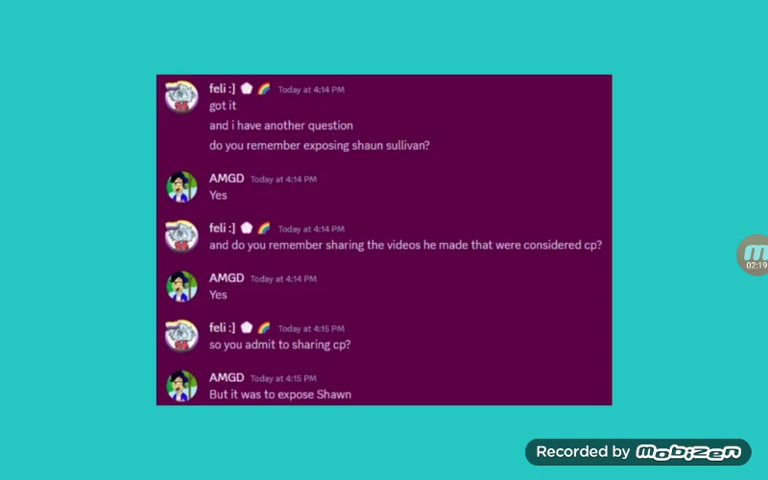 feli :] Today at 4:14 PM
got it
and i have another question
do you remember exposing shaun sullivan?
AMGD Today at 4:14 PM
Yes
feli :] Today at 4:14 PM
and do you remember sharing the videos he made that were considered cp?
AMGD Today at 4:14 PM
Yes
feli :] Today at 4:15 PM
so you admit to sharing cp?
AMGD Today at 4:15 PM
But it was to expose Shawn
02:19
Recorded by mobizen